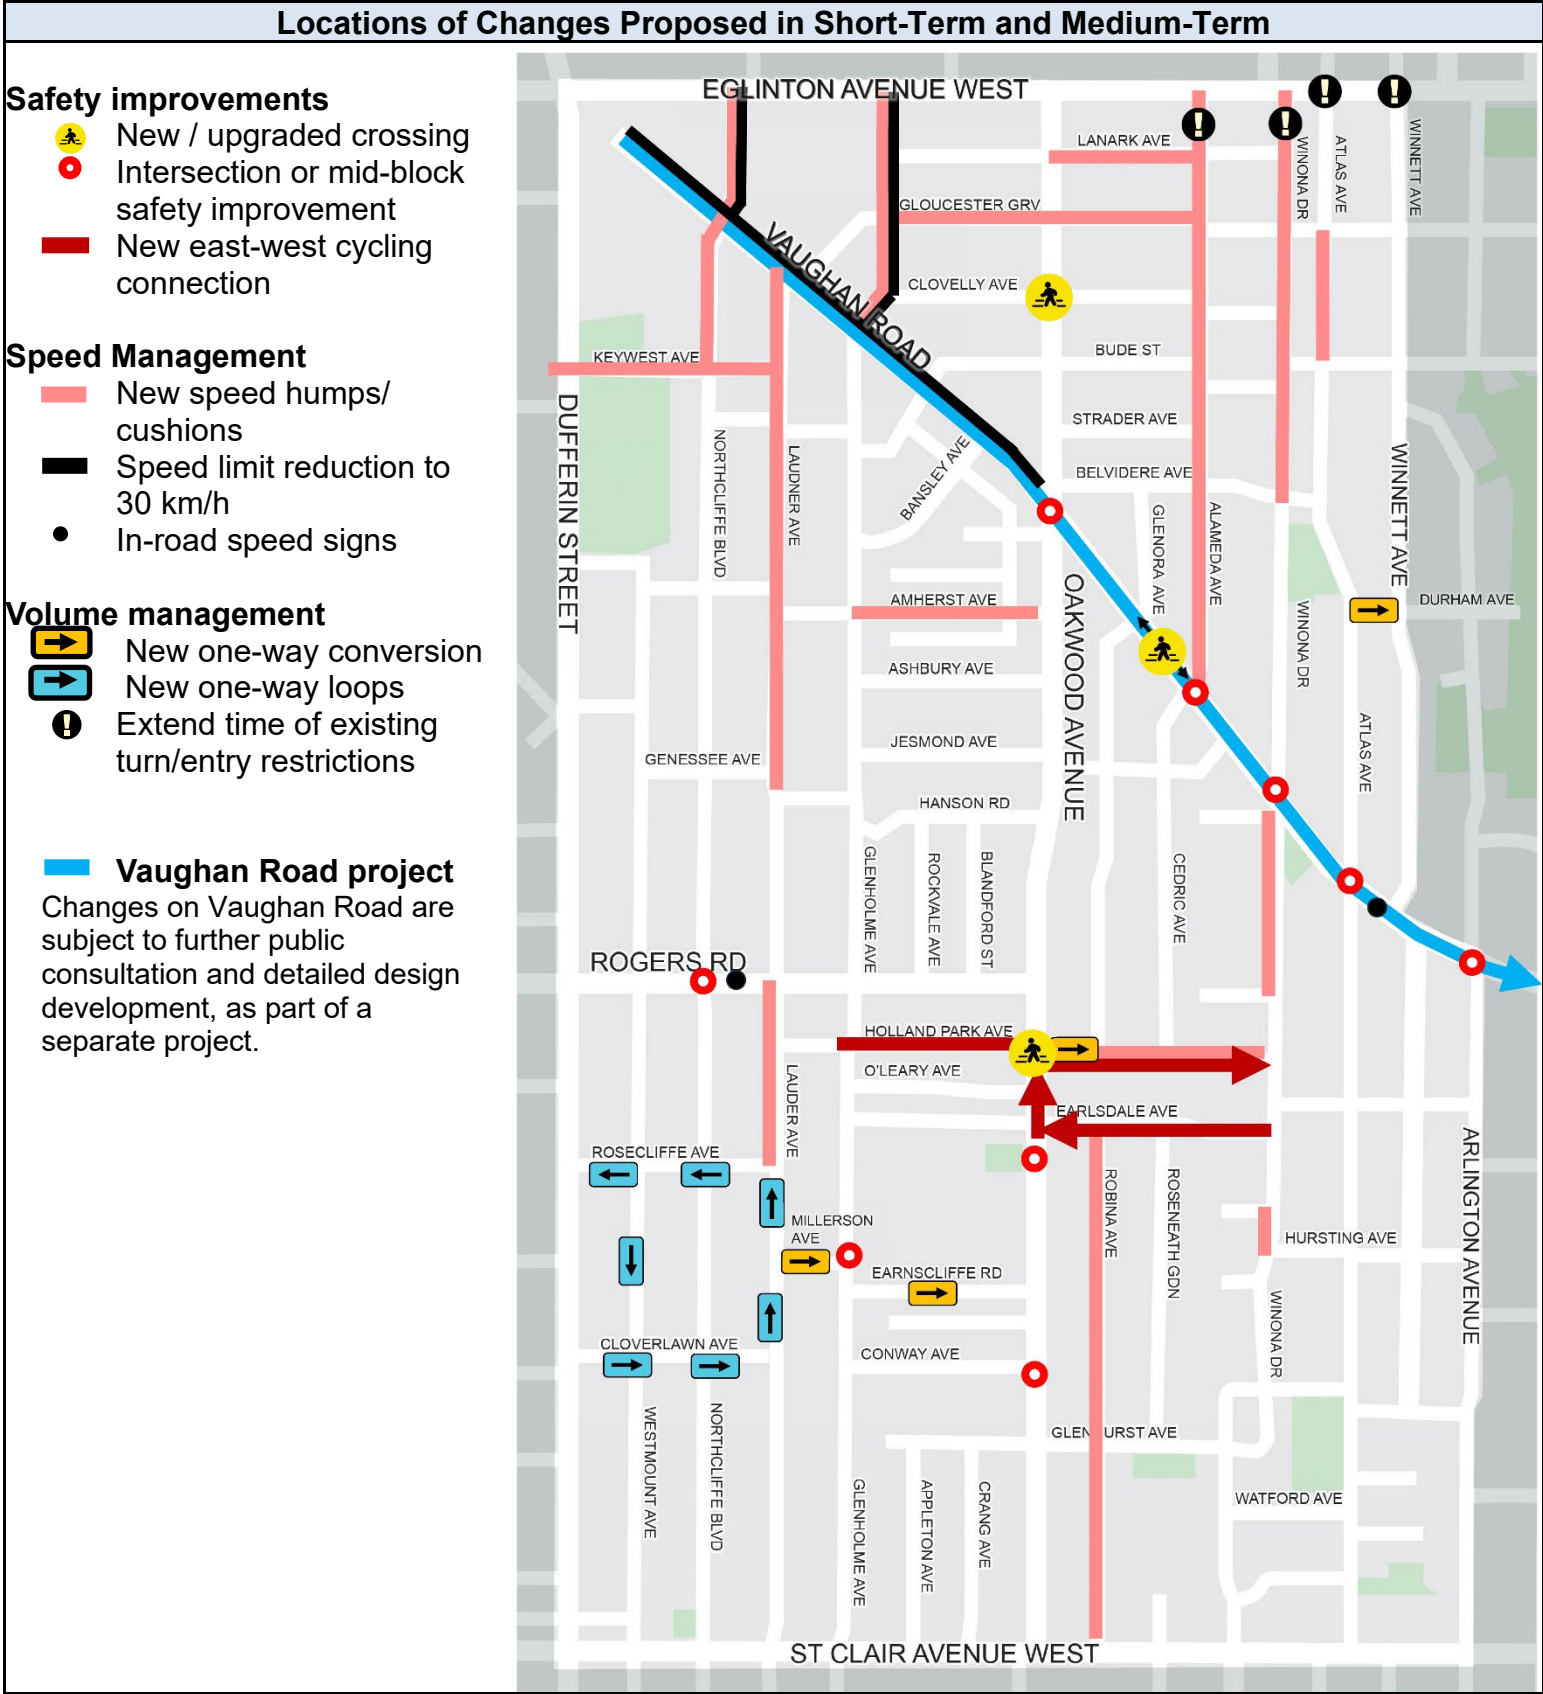 Locations of Changes Proposed in Short-Term and Medium-Term
Safety improvements
New / upgraded crossing
Intersection or mid-block
safety improvement
New east-west cycling
connection
Speed Management
New speed humps/
cushions
Speed limit reduction to
30 km/h
In-road speed signs
Volume management
New one-way conversion
New one-way loops
Extend time of existing
turn/entry restrictions
Vaughan Road project
Changes on Vaughan Road are
subject to further public
consultation and detailed design
development, as part of a
separate project.
EGLINTON AVENUE WEST
LANARK AVE
WINONA DR
ATLAS AVE
WINNETT AVE
GLOUCESTER GRV
VAUGHAN ROAD
CLOVELLY AVE
KEYWEST AVE
BUDE ST
DUFFERIN STREET
STRADER AVE
NORTHCLIFFE BLVD
LAUDNER AVE
BANSLEY AVE
BELVIDERE AVE
WINNETT AVE
GLENORA AVE
ALAMEDA AVE
OAKWOOD AVENUE
AMHERST AVE
WINONA DR
DURHAM AVE
ASHBURY AVE
JESMOND AVE
ATLAS AVE
GENESSEE AVE
HANSON RD
GLENHOLME AVE
ROCKVALE AVE
BLANDFORD ST
CEDRIC AVE
ROGERS RD
HOLLAND PARK AVE
O'LEARY AVE
LAUDER AVE
EARLSDALE AVE
ROSECLIFFE AVE
ARLINGTON AVENUE
ROBINA AVE
ROSENEATH GDN
MILLERSON
AVE
HURSTING AVE
EARNSCLIFFE RD
WINONA DR
CLOVERLAWN AVE
CONWAY AVE
WESTMOUNT AVE
NORTHCLIFFE BLVD
GLENHURST AVE
GLENHOLME AVE
APPLETON AVE
CRANG AVE
WATFORD AVE
ST CLAIR AVENUE WEST